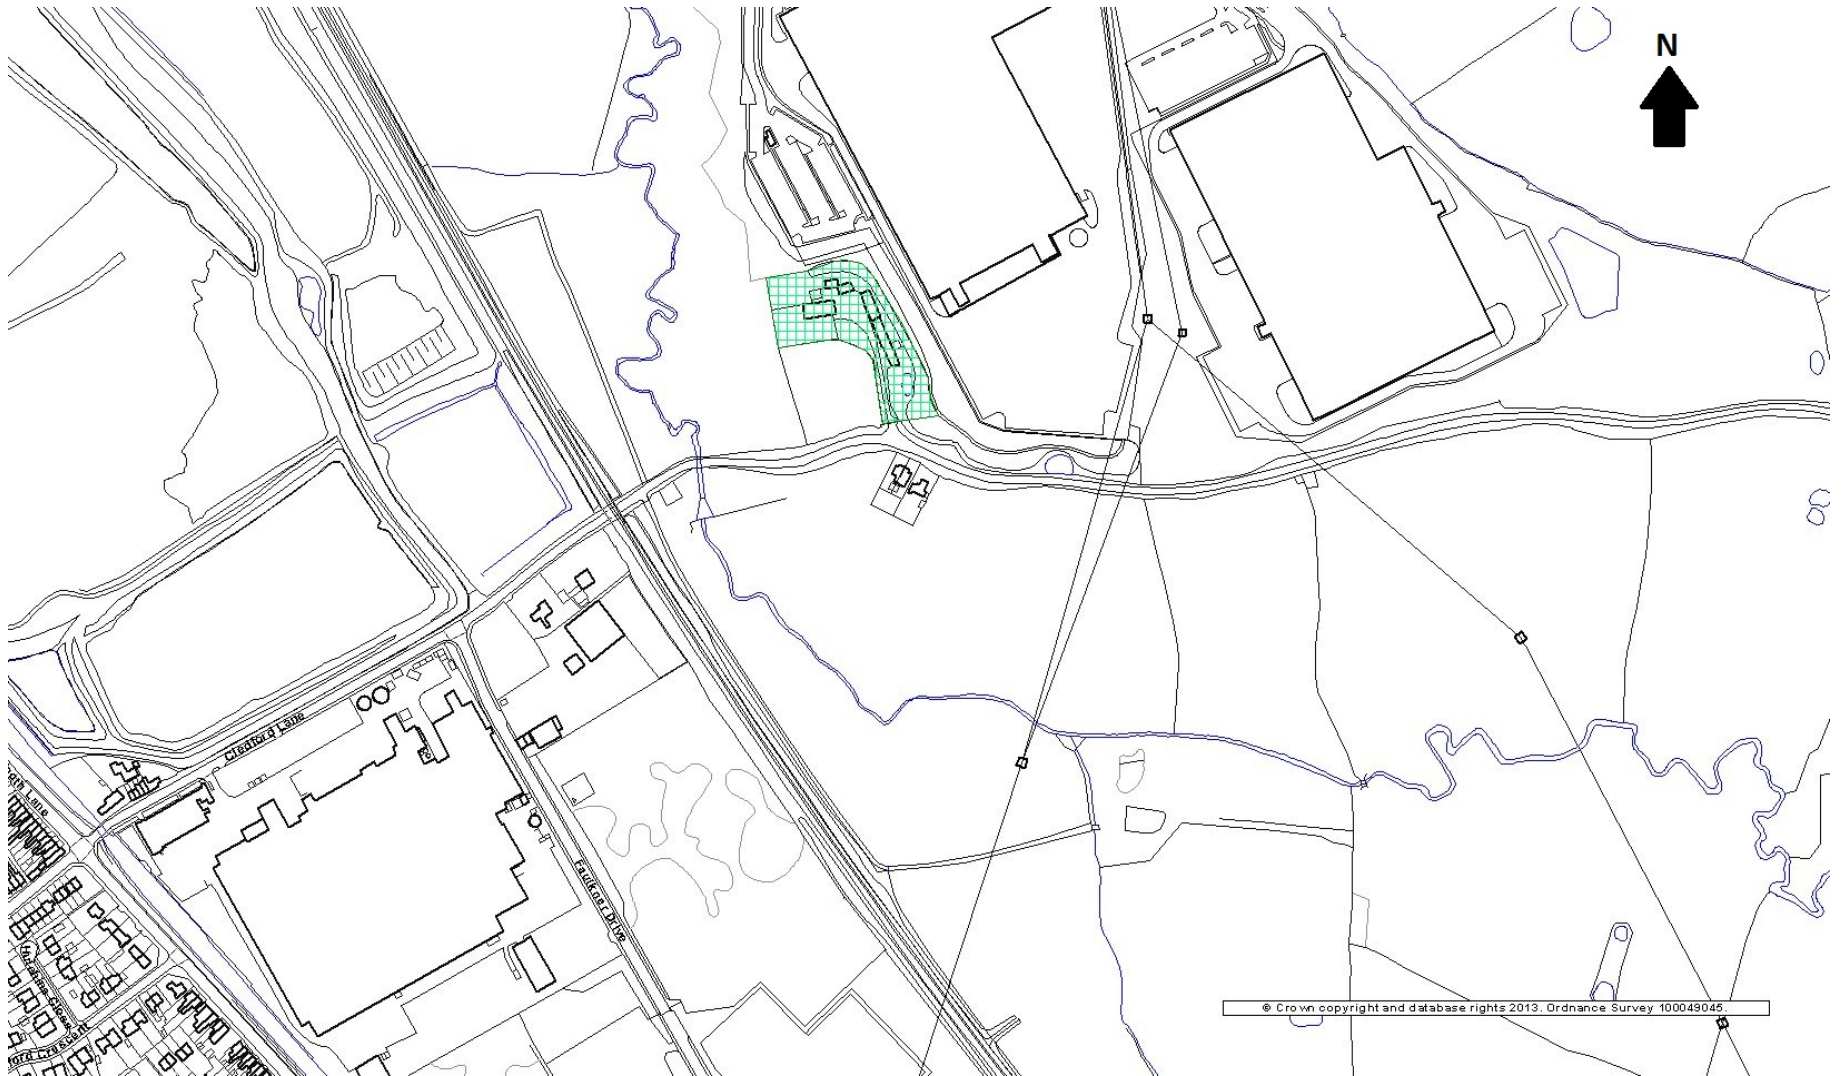 N
Cledford Lane
Faulkner Drive
© Crown copyright and database rights 2013. Ordnance Survey 100049045.